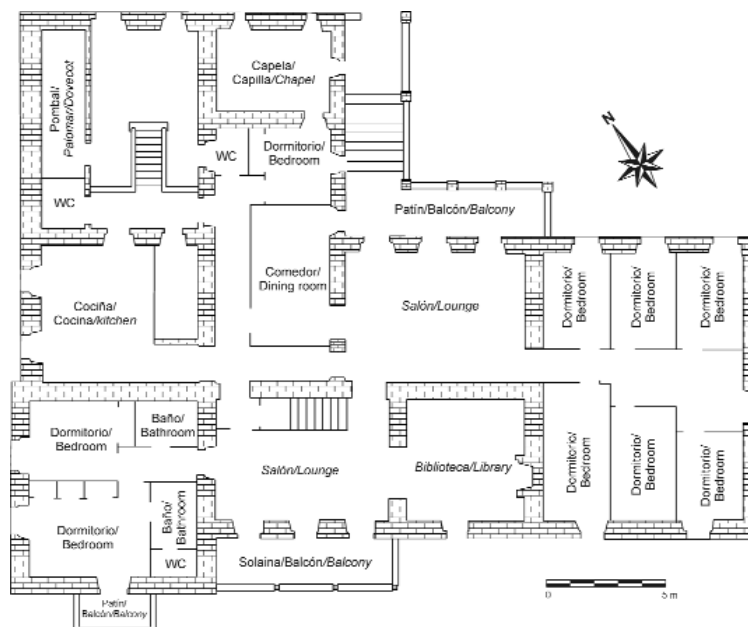 Capela/
Capilla/Chapel
Pombal/
Palomar/Dovecot
N
WC
Dormitorio/
Bedroom
WC
Patín/Balcón/Balcony
Comedor/
Dining room
Cociña/
Cocina/kitchen
Salón/Lounge
Dormitorio/
Bedroom
Dormitorio/
Bedroom
Dormitorio/
Bedroom
Dormitorio/
Bedroom
Baño/
Bathroom
Salón/Lounge
Biblioteca/Library
Dormitorio/
Bedroom
Dormitorio/
Bedroom
Dormitorio/
Bedroom
Dormitorio/
Bedroom
Baño/
Bathroom
WC
Solaina/Balcón/Balcony
Patín/
Balcón/Balcony
0
5 m